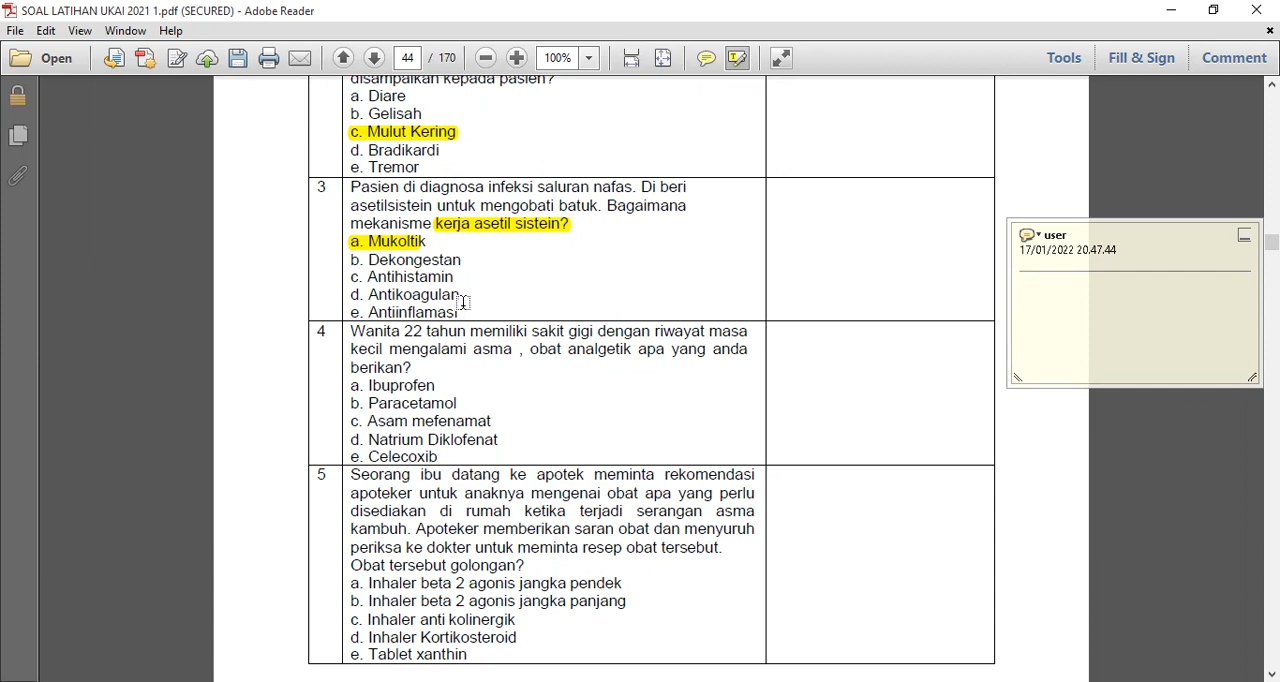 SOAL LATIHAN UKAI 2021 1.pdf (SECURED) - Adobe Reader
File Edit View Window Help
Open 44 / 170 100% Tools Fill & Sign Comment
disampaikan kepada pasien?
a. Diare
b. Gelisah
c. Mulut Kering
d. Bradikardi
e. Tremor
3 Pasien di diagnosa infeksi saluran nafas. Di beri
asetilsistein untuk mengobati batuk. Bagaimana
mekanisme kerja asetil sistein?
a. Mukoltik
b. Dekongestan
c. Antihistamin
d. Antikoagulan
e. Antiinflamasi
user
17/01/2022 20.47.44
4 Wanita 22 tahun memiliki sakit gigi dengan riwayat masa
kecil mengalami asma , obat analgetik apa yang anda
berikan?
a. Ibuprofen
b. Paracetamol
c. Asam mefenamat
d. Natrium Diklofenat
e. Celecoxib
5 Seorang ibu datang ke apotek meminta rekomendasi
apoteker untuk anaknya mengenai obat apa yang perlu
disediakan di rumah ketika terjadi serangan asma
kambuh. Apoteker memberikan saran obat dan menyuruh
periksa ke dokter untuk meminta resep obat tersebut.
Obat tersebut golongan?
a. Inhaler beta 2 agonis jangka pendek
b. Inhaler beta 2 agonis jangka panjang
c. Inhaler anti kolinergik
d. Inhaler Kortikosteroid
e. Tablet xanthin